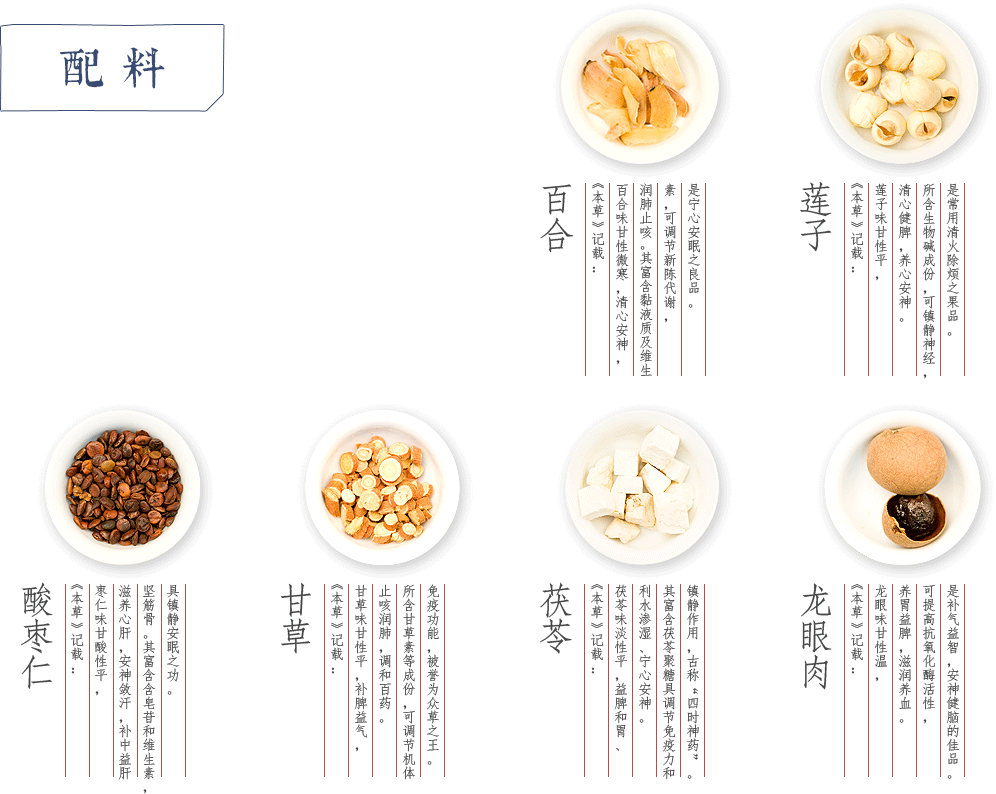 配料
百合
《本草》记载：
百合味甘性微寒，清心安神，
润肺止咳。其富含黏液质及维生
素，可调节新陈代谢，
是宁心安眠之良品。
莲子
《本草》记载：
莲子味甘性平，
清心健脾，养心安神。
所含生物碱成份，可镇静神经，
是常用清火除烦之果品。
酸枣仁
《本草》记载：
枣仁味甘酸性平，
滋养心肝，安神敛汗，补中益肝
坚筋骨。其富含含皂苷和维生素，
具镇静安眠之功。
甘草
《本草》记载：
甘草味甘性平，补脾益气，
止咳润肺，调和百药。
所含甘草素等成份，可调节机体
免疫功能，被誉为众草之王。
茯苓
《本草》记载：
茯苓味淡性平，益脾和胃、
利水渗湿、宁心安神。
其富含茯苓聚糖具调节免疫力和
镇静作用，古称“四时神药”。
龙眼肉
《本草》记载：
龙眼味甘性温，
养胃益脾，滋润养血。
可提高抗氧化酶活性，
是补气益智，安神健脑的佳品。